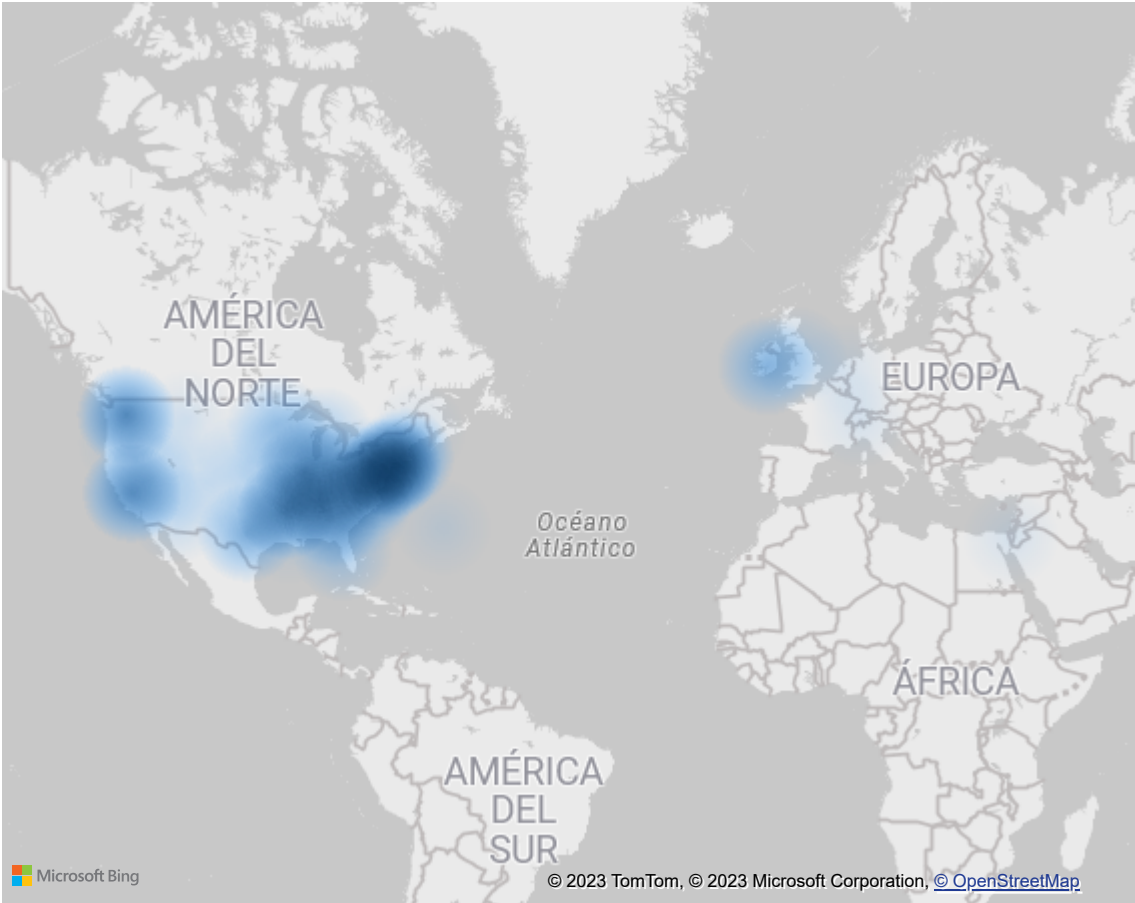 AMÉRICA
DEL
NORTE
EUROPA
Océano
Atlántico
ÁFRICA
AMÉRICA
DEL
SUR
Microsoft Bing
© 2023 TomTom, © 2023 Microsoft Corporation, © OpenStreetMap